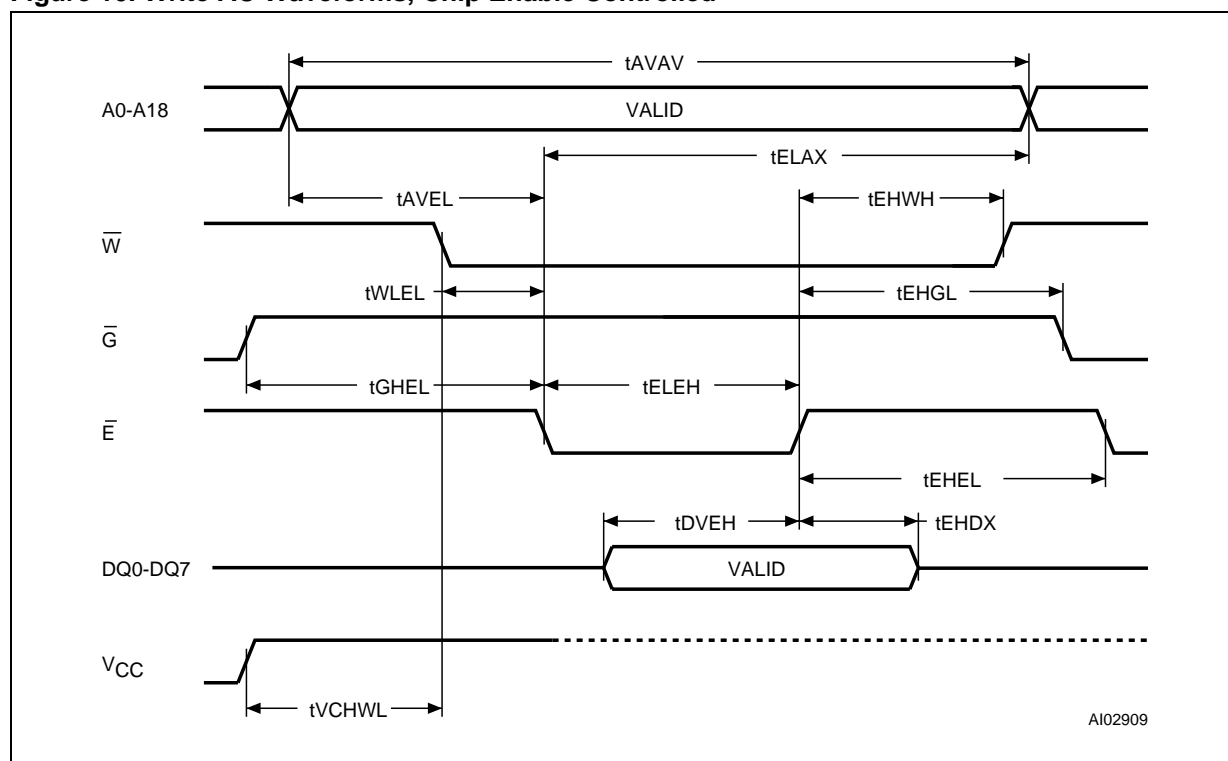 tAVAV
A0-A18
VALID
tELAX
tAVEL
tEHWH
W
tWLEL
tEHGL
G
tGHEL
tELEH
E
tEHEL
tDVEH
tEHDX
DQ0-DQ7
VALID
VCC
tVCHWL
AI02909